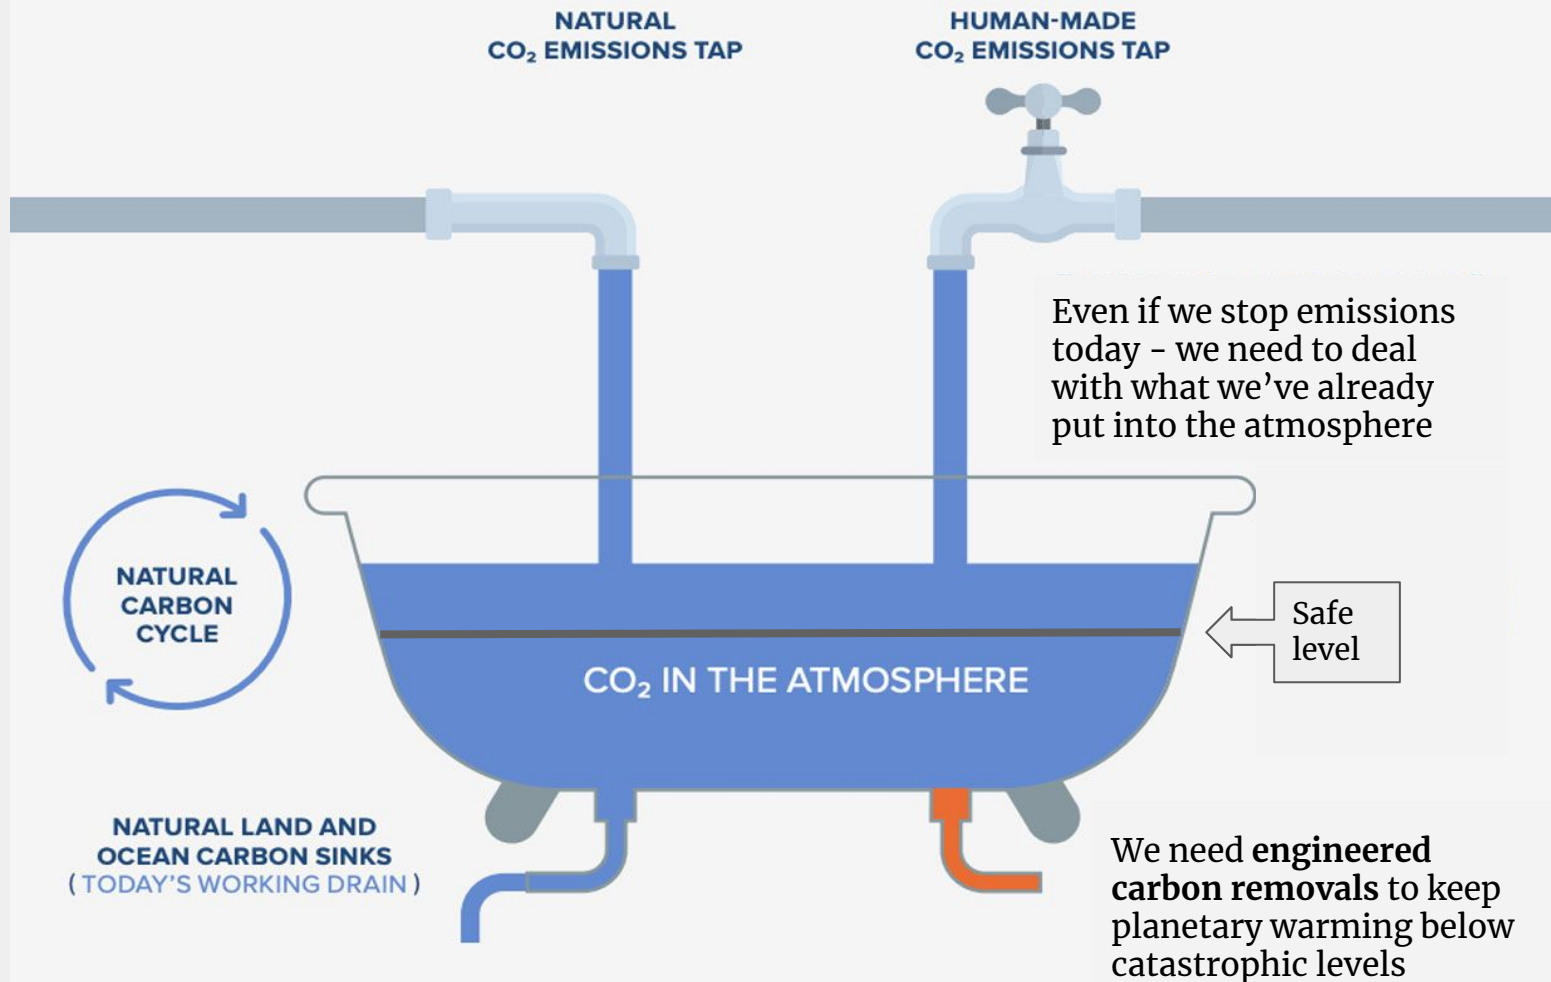 NATURAL
CO₂ EMISSIONS TAP
HUMAN-MADE
CO₂ EMISSIONS TAP
Even if we stop emissions
today - we need to deal
with what we’ve already
put into the atmosphere
NATURAL
CARBON
CYCLE
Safe
level
CO₂ IN THE ATMOSPHERE
NATURAL LAND AND
OCEAN CARBON SINKS
( TODAY’S WORKING DRAIN )
We need engineered
carbon removals to keep
planetary warming below
catastrophic levels